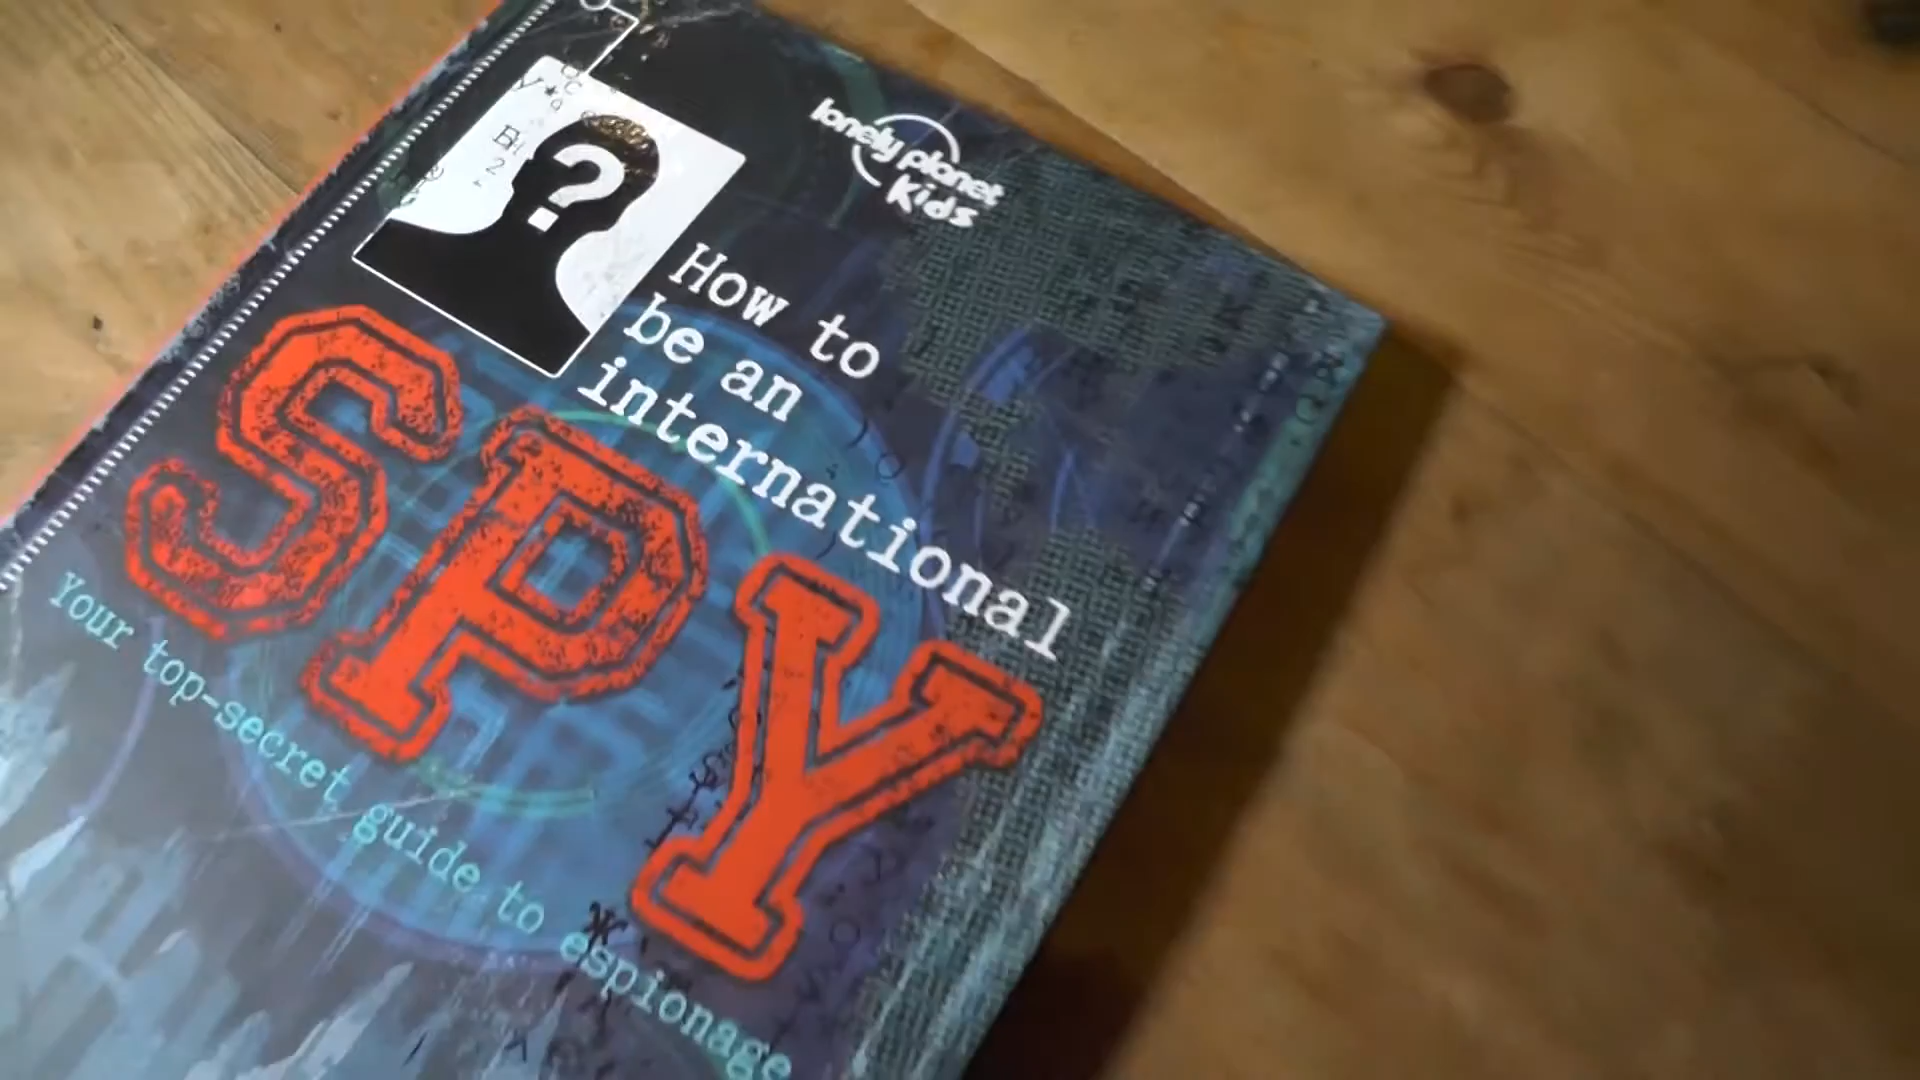 lonely planet
Kids
?
How to
be an
international
SPY
Your top-secret guide to espionage